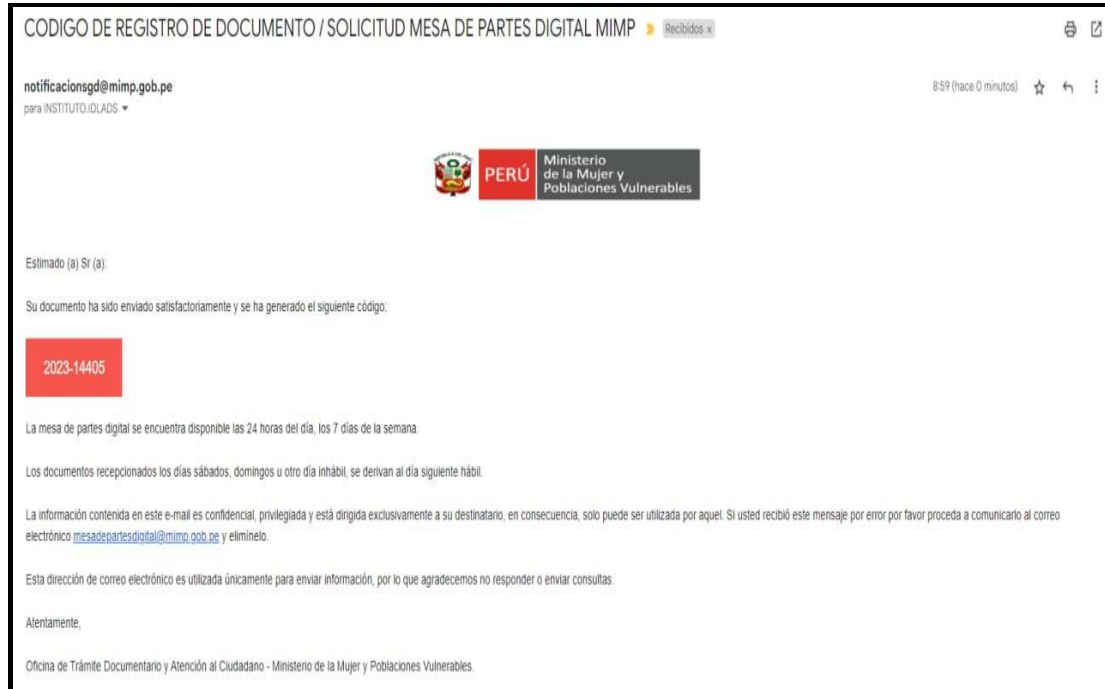 CODIGO DE REGISTRO DE DOCUMENTO / SOLICITUD MESA DE PARTES DIGITAL MIMP Recibidos x
notificacionsgd@mimp.gob.pe 8:59 (hace 0 minutos)
para INSTITUTO.IDLADS
PERÚ
Ministerio
de la Mujer y
Poblaciones Vulnerables
Estimado (a) Sr (a):
Su documento ha sido enviado satisfactoriamente y se ha generado el siguiente código:
2023-14405
La mesa de partes digital se encuentra disponible las 24 horas del día, los 7 días de la semana.
Los documentos recepcionados los días sábados, domingos u otro día inhábil, se derivan al día siguiente hábil.
La información contenida en este e-mail es confidencial, privilegiada y está dirigida exclusivamente a su destinatario, en consecuencia, solo puede ser utilizada por aquel. Si usted recibió este mensaje por error por favor proceda a comunicarlo al correo
electrónico mesadepartesdigital@mimp.gob.pe y elimínelo.
Esta dirección de correo electrónico es utilizada únicamente para enviar información, por lo que agradecemos no responder o enviar consultas.
Atentamente,
Oficina de Trámite Documentario y Atención al Ciudadano - Ministerio de la Mujer y Poblaciones Vulnerables.